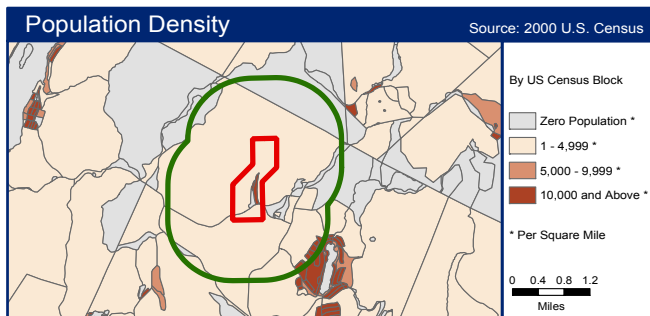 Population Density
Source: 2000 U.S. Census
By US Census Block
Zero Population *
1 - 4,999 *
5,000 - 9,999 *
10,000 and Above *
* Per Square Mile
0 0.4 0.8 1.2
Miles